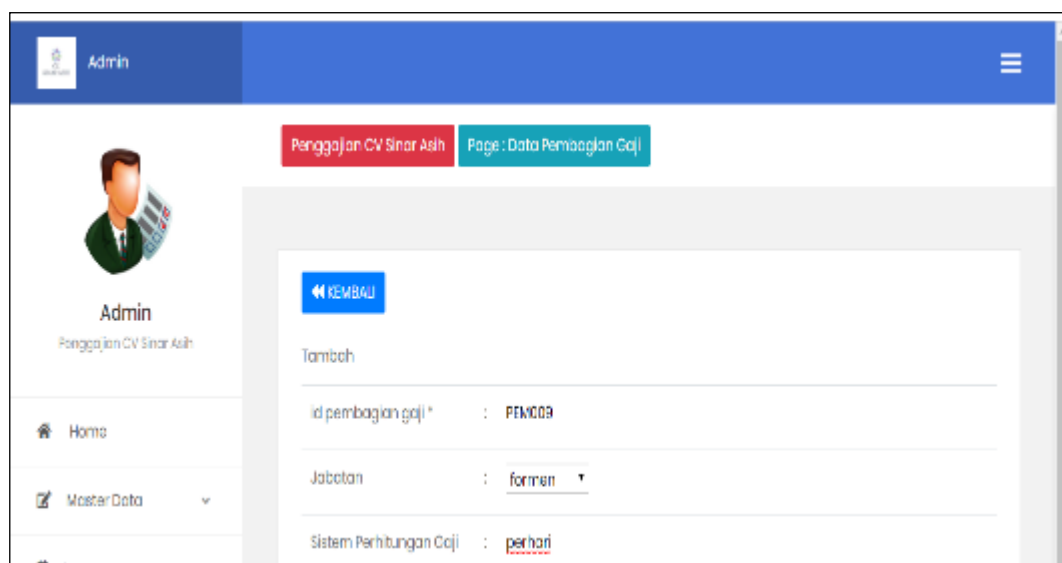 Admin
Penggajian CV Sinar Asih
Page : Data Pembagian Gaji
Admin
Penggajian CV Sinar Asih
Home
Master Data
KEMBALI
Tambah
id pembagian gaji * : PEM009
Jabatan : formen
Sistem Perhitungan Gaji : perhari